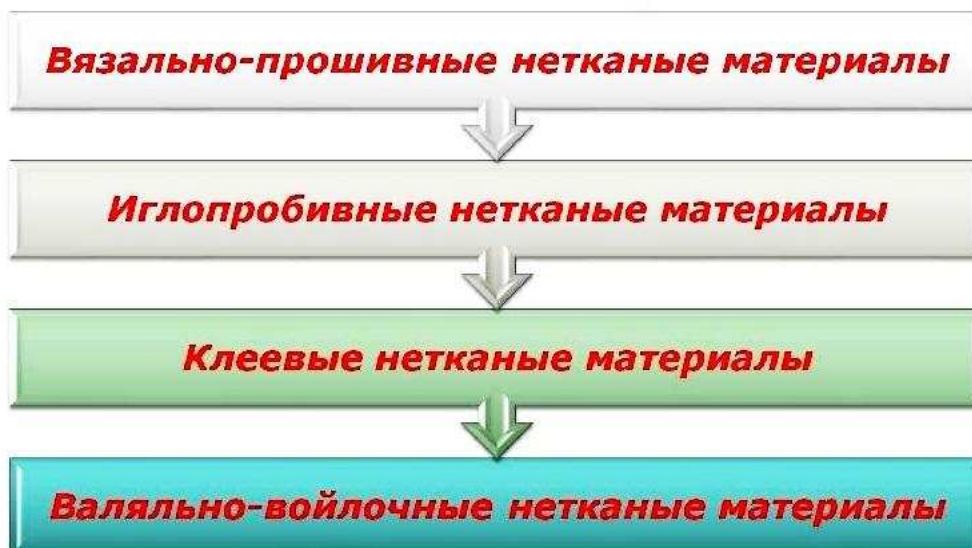 Вязально-прошивные нетканые материалы
Иглопробивные нетканые материалы
Клеевые нетканые материалы
Валяльно-войлочные нетканые материалы